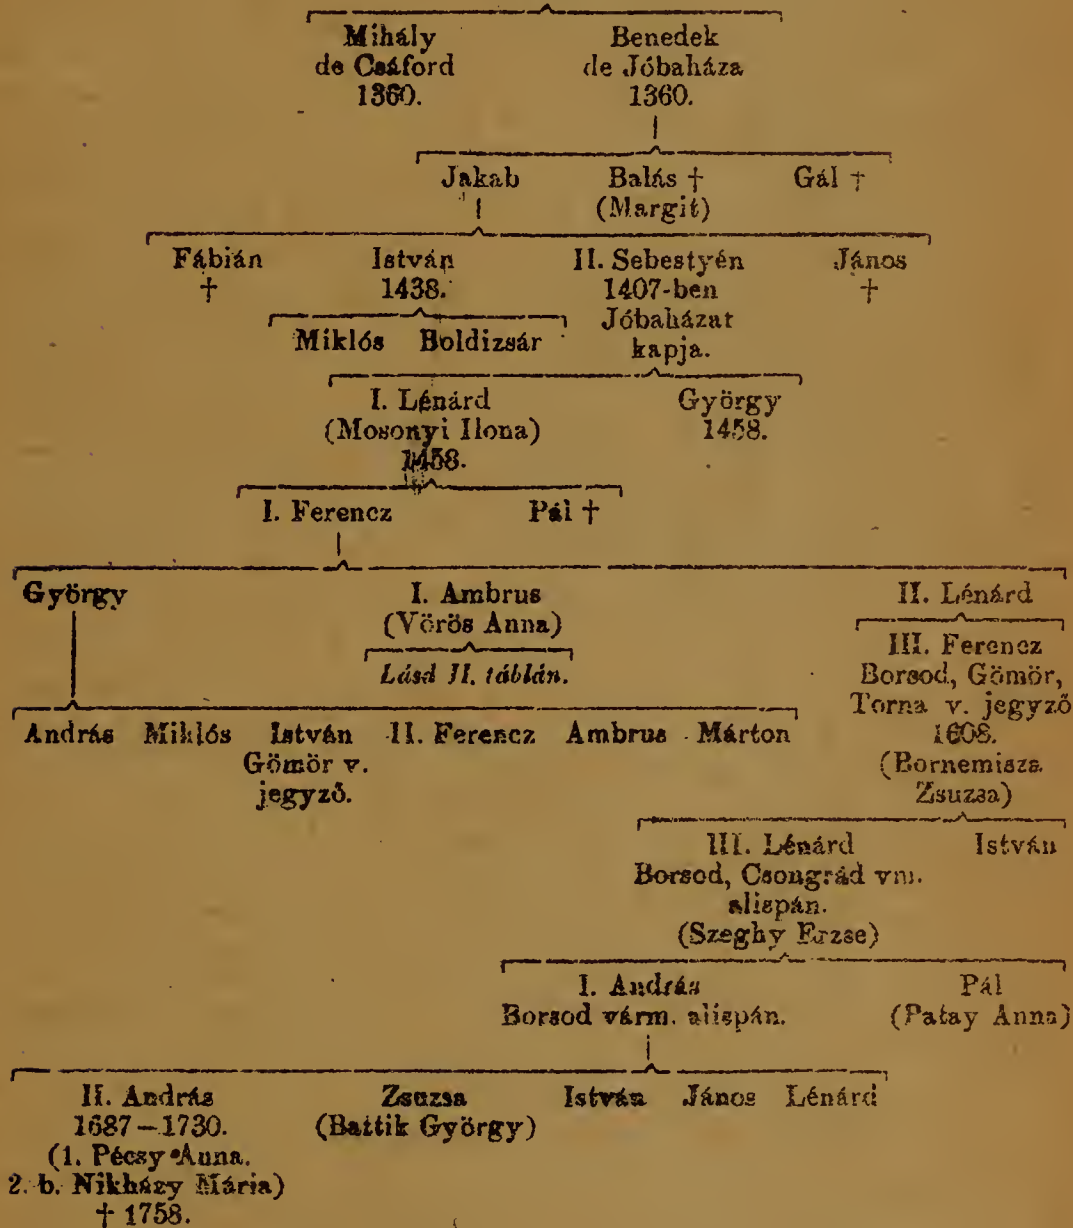 Mihály Benedek
de Csáford de Jóbaháza
1360. 1360.
Jakab Balás † Gál †
(Margit)
Fábián István II. Sebestyén János
† 1438. 1407-ben †
Jóbaházat
Miklós Boldizsár kapja.
I. Lénárd György
(Mosonyi Ilona) 1458.
1458.
I. Ferencz Pál †
György I. Ambrus II. Lénárd
(Vörös Anna)
III. Ferencz
Lásd II. táblán. Borsod, Gömör,
Torna v. jegyző
András Miklós István II. Ferencz Ambrus Márton 1608.
Gömör v. (Bornemisza
jegyző. Zsuzsa)
III. Lénárd István
Borsod, Csongrád vm.
alispán.
(Szeghy Erzse)
I. András Pál
Borsod várm. alispán. (Patay Anna)
II. András Zsuzsa István János Lénárd
1687–1730. (Battik György)
(1. Pécsy Anna.
2. b. Nikházy Mária)
† 1758.